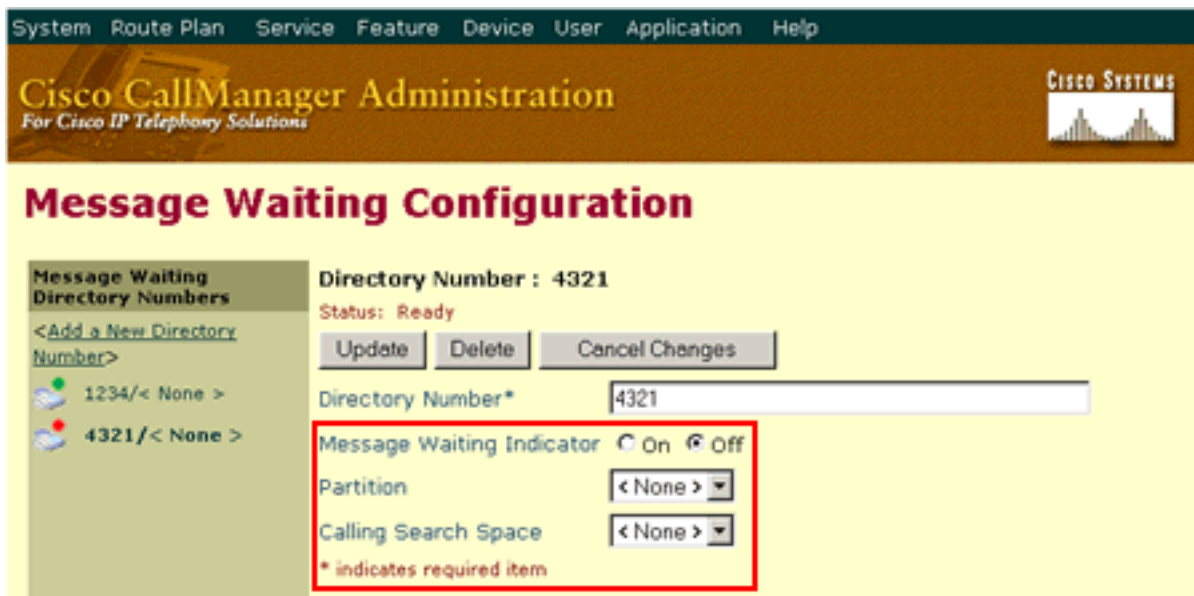 System Route Plan Service Feature Device User Application Help
Cisco CallManager Administration
For Cisco IP Telephony Solutions
CISCO SYSTEMS
Message Waiting Configuration
Message Waiting
Directory Numbers
<Add a New Directory
Number>
1234/< None >
4321/< None >
Directory Number : 4321
Status: Ready
Update Delete Cancel Changes
Directory Number* 4321
Message Waiting Indicator On Off
Partition < None >
Calling Search Space < None >
* indicates required item